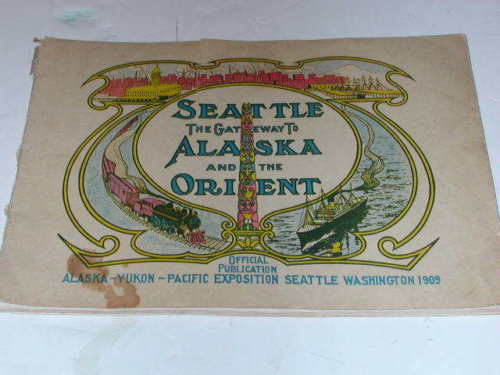 SEATTLE
THE GATEWAY TO
ALASKA
AND THE
ORIENT
OFFICIAL
PUBLICATION
ALASKA - YUKON - PACIFIC EXPOSITION SEATTLE WASHINGTON 1909